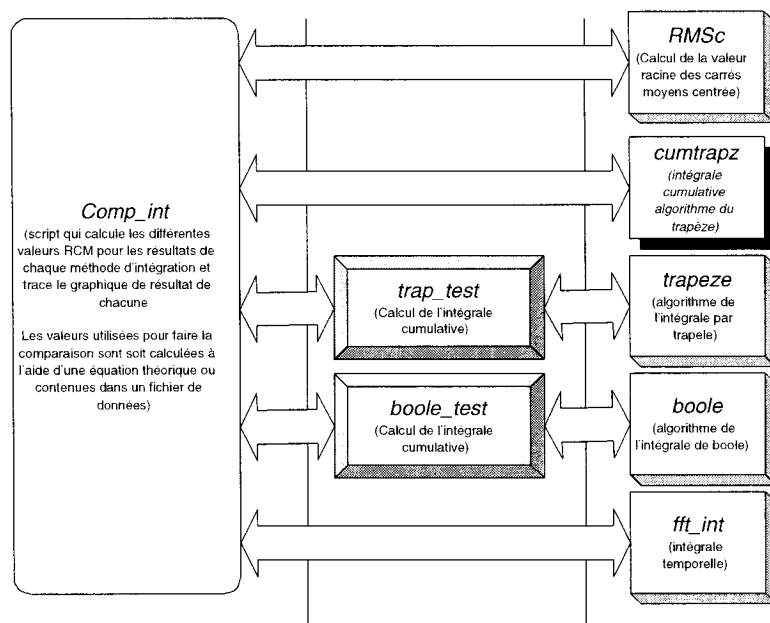 Comp_int
(script qui calcule les différentes
valeurs RCM pour les résultats de
chaque méthode d'intégration et
trace le graphique de résultat de
chacune
Les valeurs utilisées pour faire la
comparaison sont soit calculées à
l'aide d'une équation théorique ou
contenues dans un fichier de
données)
trap_test
(Calcul de l'intégrale
cumulative)
boole_test
(Calcul de l'intégrale
cumulative)
RMSc
(Calcul de la valeur
racine des carrés
moyens centrée)
cumtrapz
(intégrale
cumulative
algorithme du
trapèze)
trapeze
(algorithme de
l'intégrale par
trapele)
boole
(algorithme de
l'intégrale de boole)
fft_int
(intégrale
temporelle)